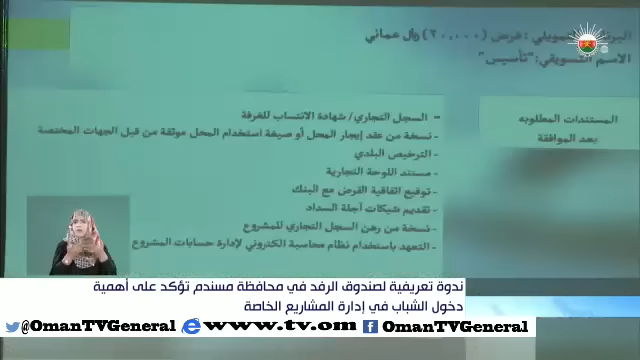 البرنامج التمويلي : قرض (٢٠,٠٠٠) ريال عماني
الاسم التسويقي: "تأسيس"
المستندات المطلوبه
بعد الموافقة
- السجل التجاري/ شهادة الانتساب للغرفة
- نسخة من عقد إيجار المحل أو صيغة استخدام المحل موثقة من قبل الجهات المختصة
- الترخيص البلدي
- مستند اللوحة التجارية
- توقيع اتفاقية القرض مع البنك
- تقديم شيكات آجلة السداد
- نسخة من رهن السجل التجاري للمشروع
- التعهد باستخدام نظام محاسبة الكتروني لإدارة حسابات المشروع
ندوة تعريفية لصندوق الرفد في محافظة مسندم تؤكد على أهمية
دخول الشباب في إدارة المشاريع الخاصة
@OmanTVGeneral www.tv.om OmanTVGeneral